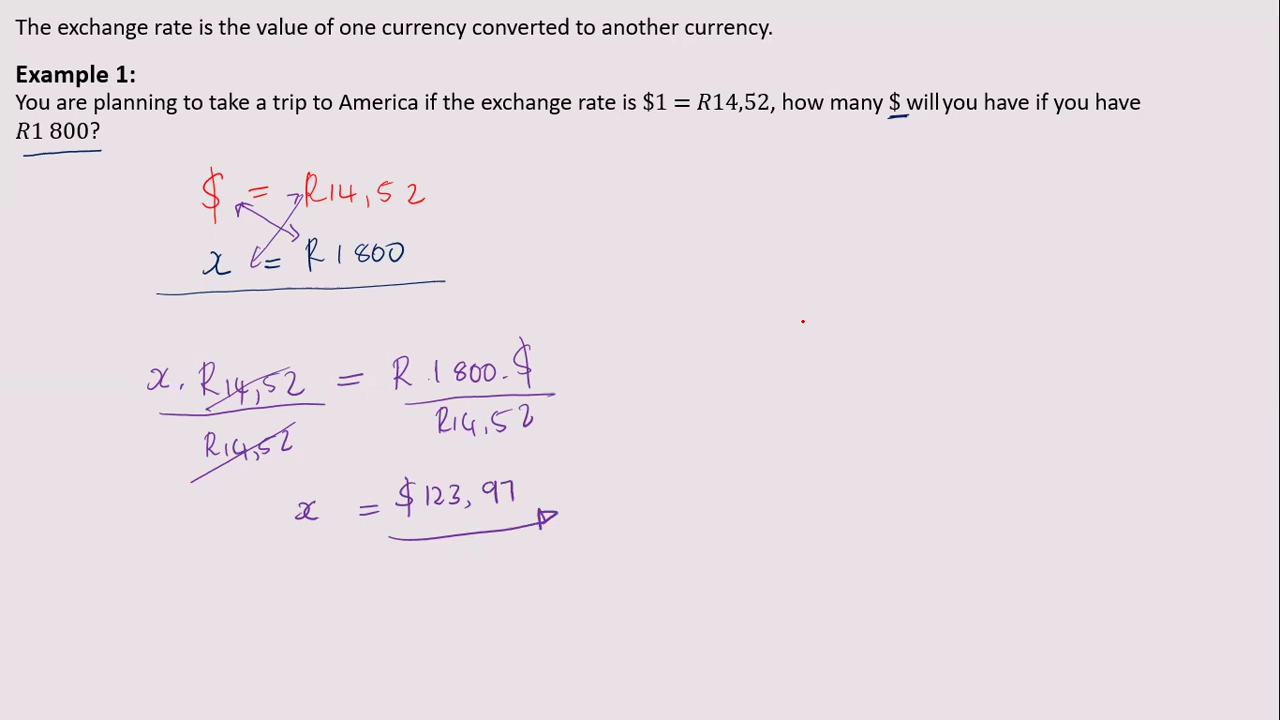 The exchange rate is the value of one currency converted to another currency.
Example 1:
You are planning to take a trip to America if the exchange rate is $1 = R14,52, how many $ will you have if you have
R1 800?
$ = R14,52
x = R1 800
x . R14,52 = R 1 800 . $
R14,52 R14,52
x = $123,97